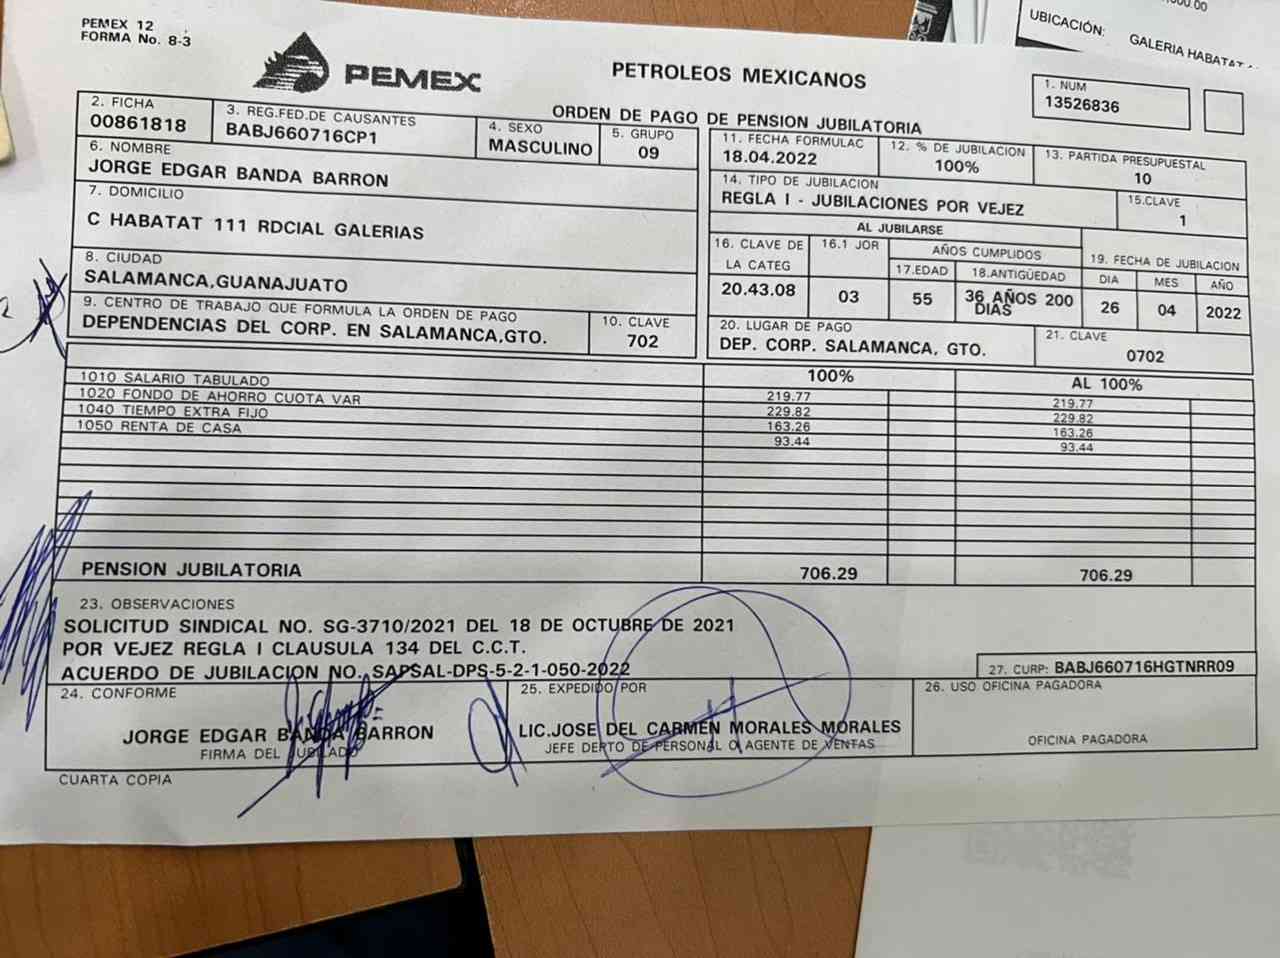 PEMEX 12
FORMA No. 8-3
PEMEX
PETROLEOS MEXICANOS
ORDEN DE PAGO DE PENSION JUBILATORIA
1. NUM
13526836
2. FICHA
00861818
3. REG.FED.DE CAUSANTES
BABJ660716CP1
4. SEXO
MASCULINO
5. GRUPO
09
6. NOMBRE
JORGE EDGAR BANDA BARRON
7. DOMICILIO
C HABATAT 111 RDCIAL GALERIAS
8. CIUDAD
SALAMANCA,GUANAJUATO
9. CENTRO DE TRABAJO QUE FORMULA LA ORDEN DE PAGO
DEPENDENCIAS DEL CORP. EN SALAMANCA,GTO.
10. CLAVE
702
11. FECHA FORMULAC
18.04.2022
12. % DE JUBILACION
100%
13. PARTIDA PRESUPUESTAL
10
14. TIPO DE JUBILACION
REGLA I - JUBILACIONES POR VEJEZ
15.CLAVE
1
AL JUBILARSE
16. CLAVE DE
LA CATEG
20.43.08
16.1 JOR
03
AÑOS CUMPLIDOS
17.EDAD
55
18.ANTIGÜEDAD
36 AÑOS 200
DIAS
19. FECHA DE JUBILACION
DIA MES AÑO
26 04 2022
20. LUGAR DE PAGO
DEP. CORP. SALAMANCA, GTO.
21. CLAVE
0702
100% AL 100%
1010 SALARIO TABULADO 219.77 219.77
1020 FONDO DE AHORRO CUOTA VAR 229.82 229.82
1040 TIEMPO EXTRA FIJO 163.26 163.26
1050 RENTA DE CASA 93.44 93.44
PENSION JUBILATORIA 706.29 706.29
23. OBSERVACIONES
SOLICITUD SINDICAL NO. SG-3710/2021 DEL 18 DE OCTUBRE DE 2021
POR VEJEZ REGLA I CLAUSULA 134 DEL C.C.T.
ACUERDO DE JUBILACION NO. SAPSAL-DPS-5-2-1-050-2022
27. CURP: BABJ660716HGTNRR09
24. CONFORME
JORGE EDGAR BANDA BARRON
FIRMA DEL JUBILADO
25. EXPEDIDO POR
LIC.JOSE DEL CARMEN MORALES MORALES
JEFE DEPTO DE PERSONAL O AGENTE DE VENTAS
26. USO OFICINA PAGADORA
OFICINA PAGADORA
CUARTA COPIA
UBICACIÓN: GALERIA HABATAT